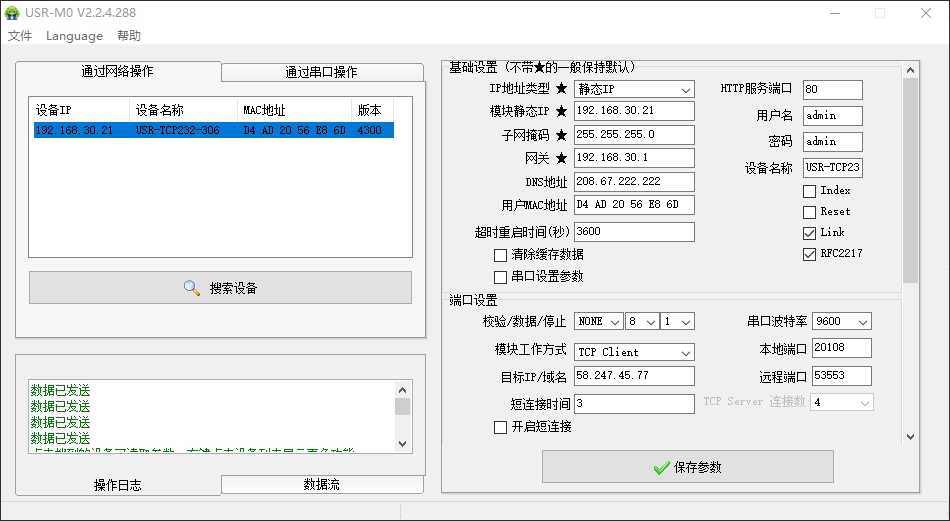 USR-M0 V2.2.4.288
文件 Language 帮助
通过网络操作 通过串口操作
设备IP 设备名称 MAC地址 版本
192.168.30.21 USR-TCP232-306 D4 AD 20 56 E8 6D 4300
搜索设备
数据已发送
数据已发送
数据已发送
数据已发送
操作日志 数据流
基础设置 (不带★的一般保持默认)
IP地址类型 ★ 静态IP
模块静态IP ★ 192.168.30.21
子网掩码 ★ 255.255.255.0
网关 ★ 192.168.30.1
DNS地址 208.67.222.222
用户MAC地址 D4 AD 20 56 E8 6D
超时重启时间(秒) 3600
清除缓存数据
串口设置参数
HTTP服务端口 80
用户名 admin
密码 admin
设备名称 USR-TCP23
Index
Reset
Link
RFC2217
端口设置
校验/数据/停止 NONE 8 1
模块工作方式 TCP Client
目标IP/域名 58.247.45.77
短连接时间 3
开启短连接
串口波特率 9600
本地端口 20108
远程端口 53553
TCP Server 连接数 4
保存参数